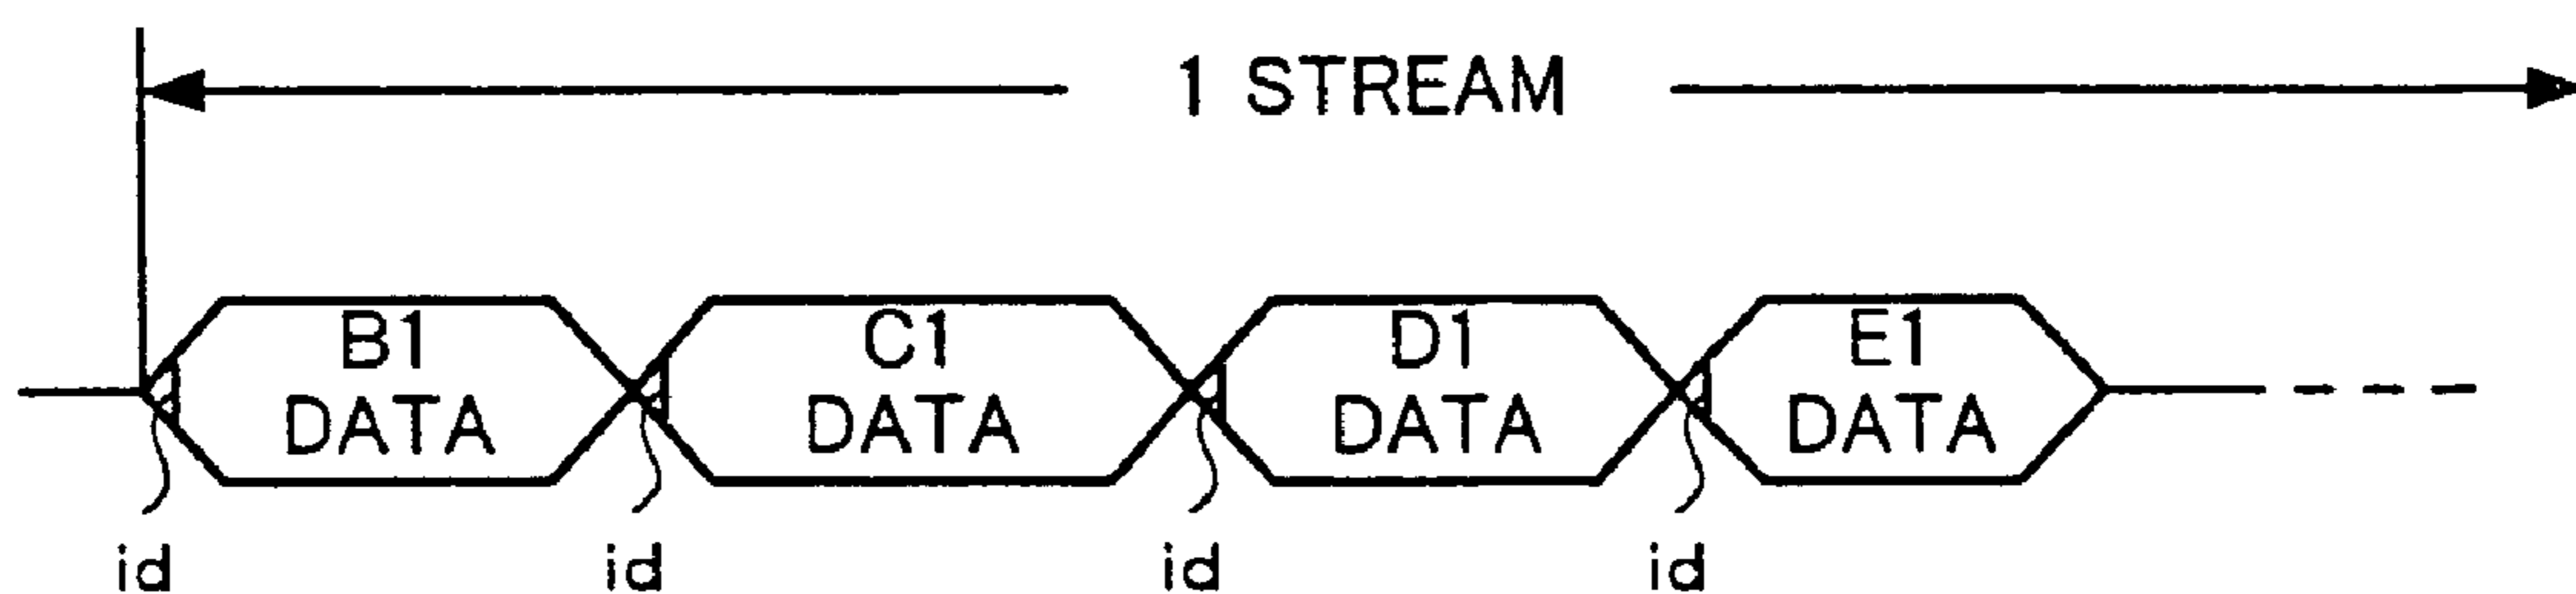 1 STREAM
B1 DATA
C1 DATA
D1 DATA
E1 DATA
id
id
id
id